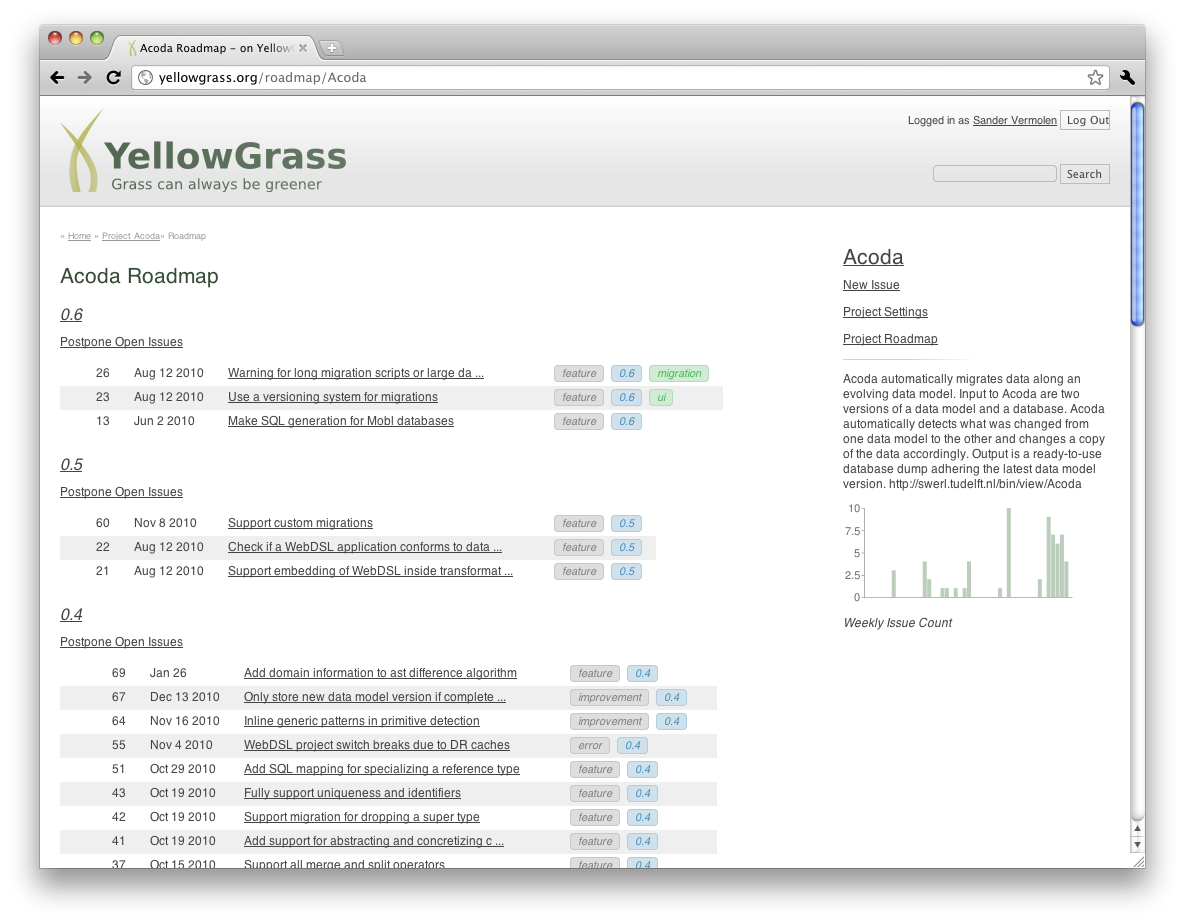 Acoda Roadmap - on Yellow
yellowgrass.org/roadmap/Acoda
YellowGrass
Grass can always be greener
Logged in as Sander Vermolen Log Out
Search
» Home » Project Acoda» Roadmap
Acoda Roadmap
0.6
Postpone Open Issues
26 Aug 12 2010 Warning for long migration scripts or large da ... feature 0.6 migration
23 Aug 12 2010 Use a versioning system for migrations feature 0.6 ui
13 Jun 2 2010 Make SQL generation for Mobl databases feature 0.6
0.5
Postpone Open Issues
60 Nov 8 2010 Support custom migrations feature 0.5
22 Aug 12 2010 Check if a WebDSL application conforms to data ... feature 0.5
21 Aug 12 2010 Support embedding of WebDSL inside transformat ... feature 0.5
0.4
Postpone Open Issues
69 Jan 26 Add domain information to ast difference algorithm feature 0.4
67 Dec 13 2010 Only store new data model version if complete ... improvement 0.4
64 Nov 16 2010 Inline generic patterns in primitive detection improvement 0.4
55 Nov 4 2010 WebDSL project switch breaks due to DR caches error 0.4
51 Oct 29 2010 Add SQL mapping for specializing a reference type feature 0.4
43 Oct 19 2010 Fully support uniqueness and identifiers feature 0.4
42 Oct 19 2010 Support migration for dropping a super type feature 0.4
41 Oct 19 2010 Add support for abstracting and concretizing c ... feature 0.4
37 Oct 15 2010 Support all merge and split operators feature 0.4
Acoda
New Issue
Project Settings
Project Roadmap
Acoda automatically migrates data along an
evolving data model. Input to Acoda are two
versions of a data model and a database. Acoda
automatically detects what was changed from
one data model to the other and changes a copy
of the data accordingly. Output is a ready-to-use
database dump adhering the latest data model
version. http://swerl.tudelft.nl/bin/view/Acoda
10
7.5
5
2.5
0
Weekly Issue Count